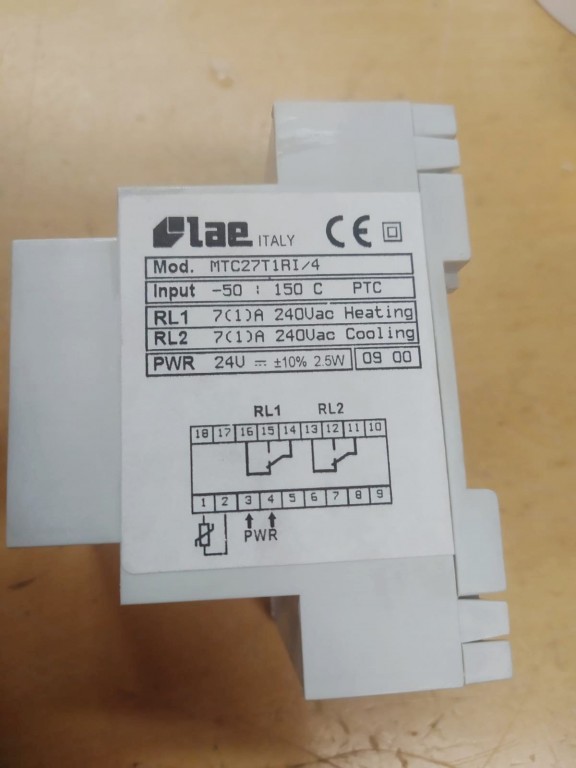 lae ITALY CE
Mod. MTC27T1RI/4
Input -50 : 150 C PTC
RL1 7(1)A 240Vac Heating
RL2 7(1)A 240Vac Cooling
PWR 24V ⎓ ±10% 2.5W 09 00
RL1 RL2
18 17 16 15 14 13 12 11 10
1 2 3 4 5 6 7 8 9
PWR